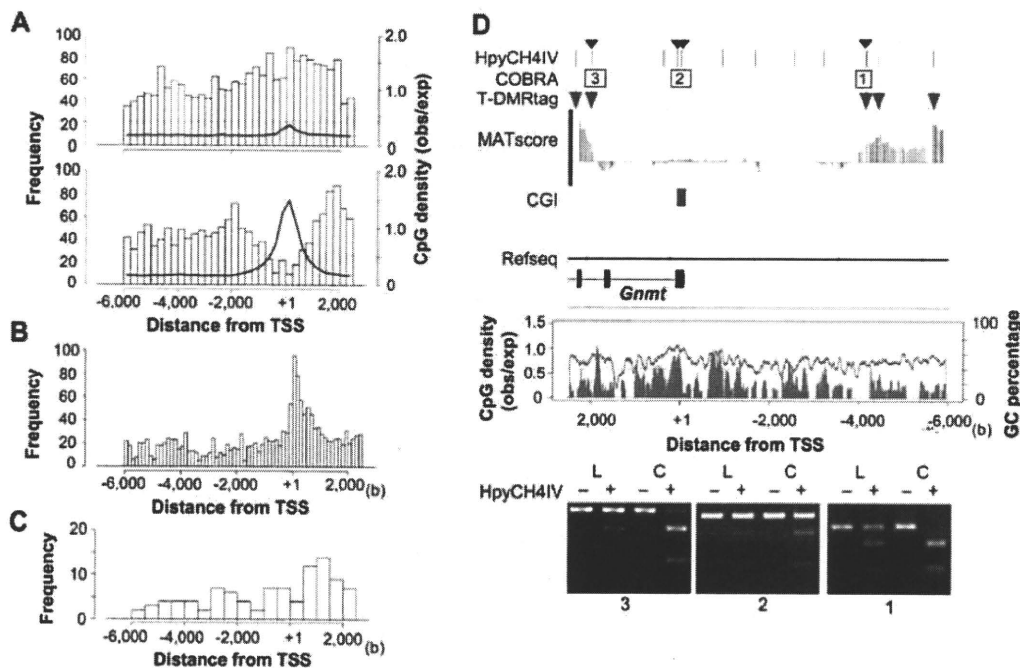 A
100
80
60
40
20
0
2.0
1.0
0
100
80
60
40
20
0
2.0
1.0
0
Frequency
CpG density (obs/exp)
-6,000 -4,000 -2,000 +1 2,000
Distance from TSS
B
100
80
60
40
20
0
Frequency
-6,000 -4,000 -2,000 +1 2,000 (b)
Distance from TSS
C
20
10
0
Frequency
-6,000 -4,000 -2,000 +1 2,000 (b)
Distance from TSS
D
HpyCH4IV
COBRA 3 2 1
T-DMRtag
MATscore
CGI
Refseq
Gnmt
CpG density
(obs/exp)
1.5
1.0
0.5
0
100
50
0
GC percentage
2,000 +1 -2,000 -4,000 -6,000 (b)
Distance from TSS
L C L C L C
HpyCH4IV − + − + − + − + − + − +
3 2 1